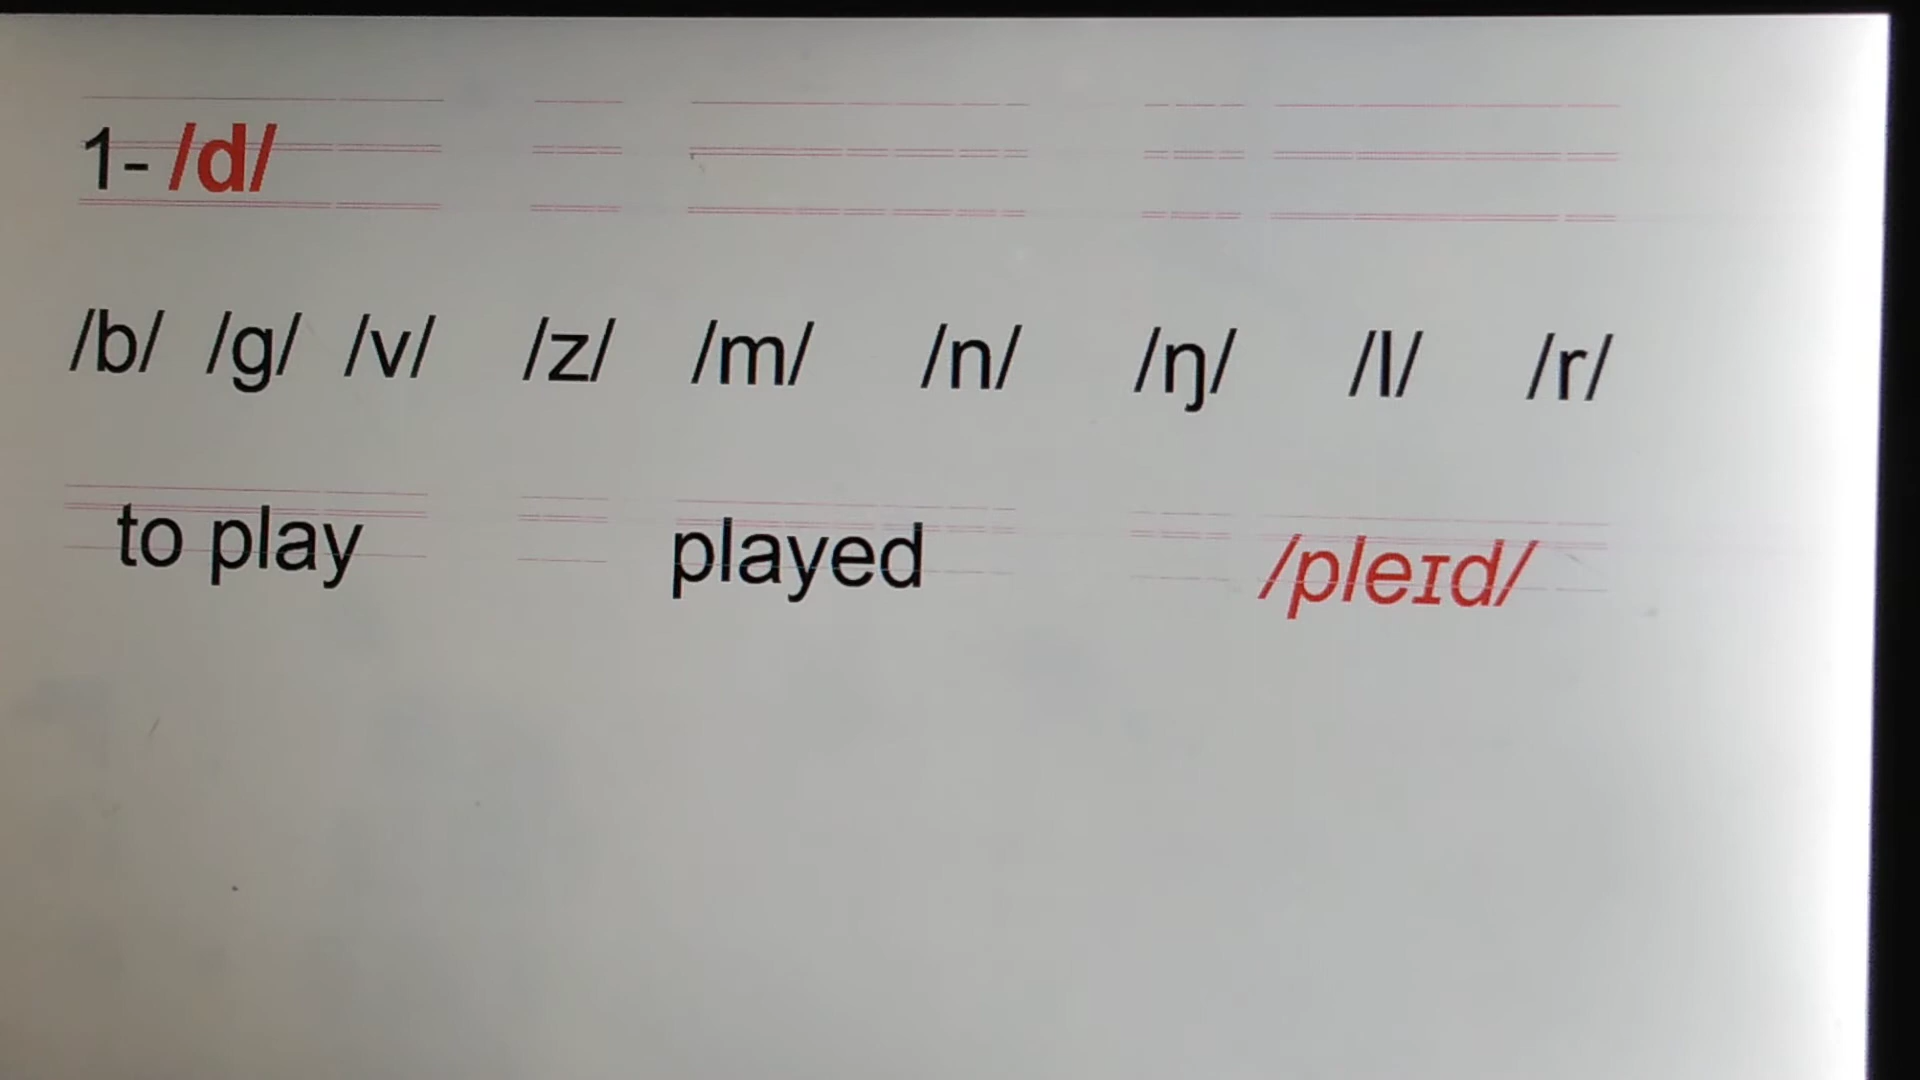 1- /d/
/b/ /g/ /v/ /z/ /m/ /n/ /ŋ/ /l/ /r/
to play played /pleɪd/